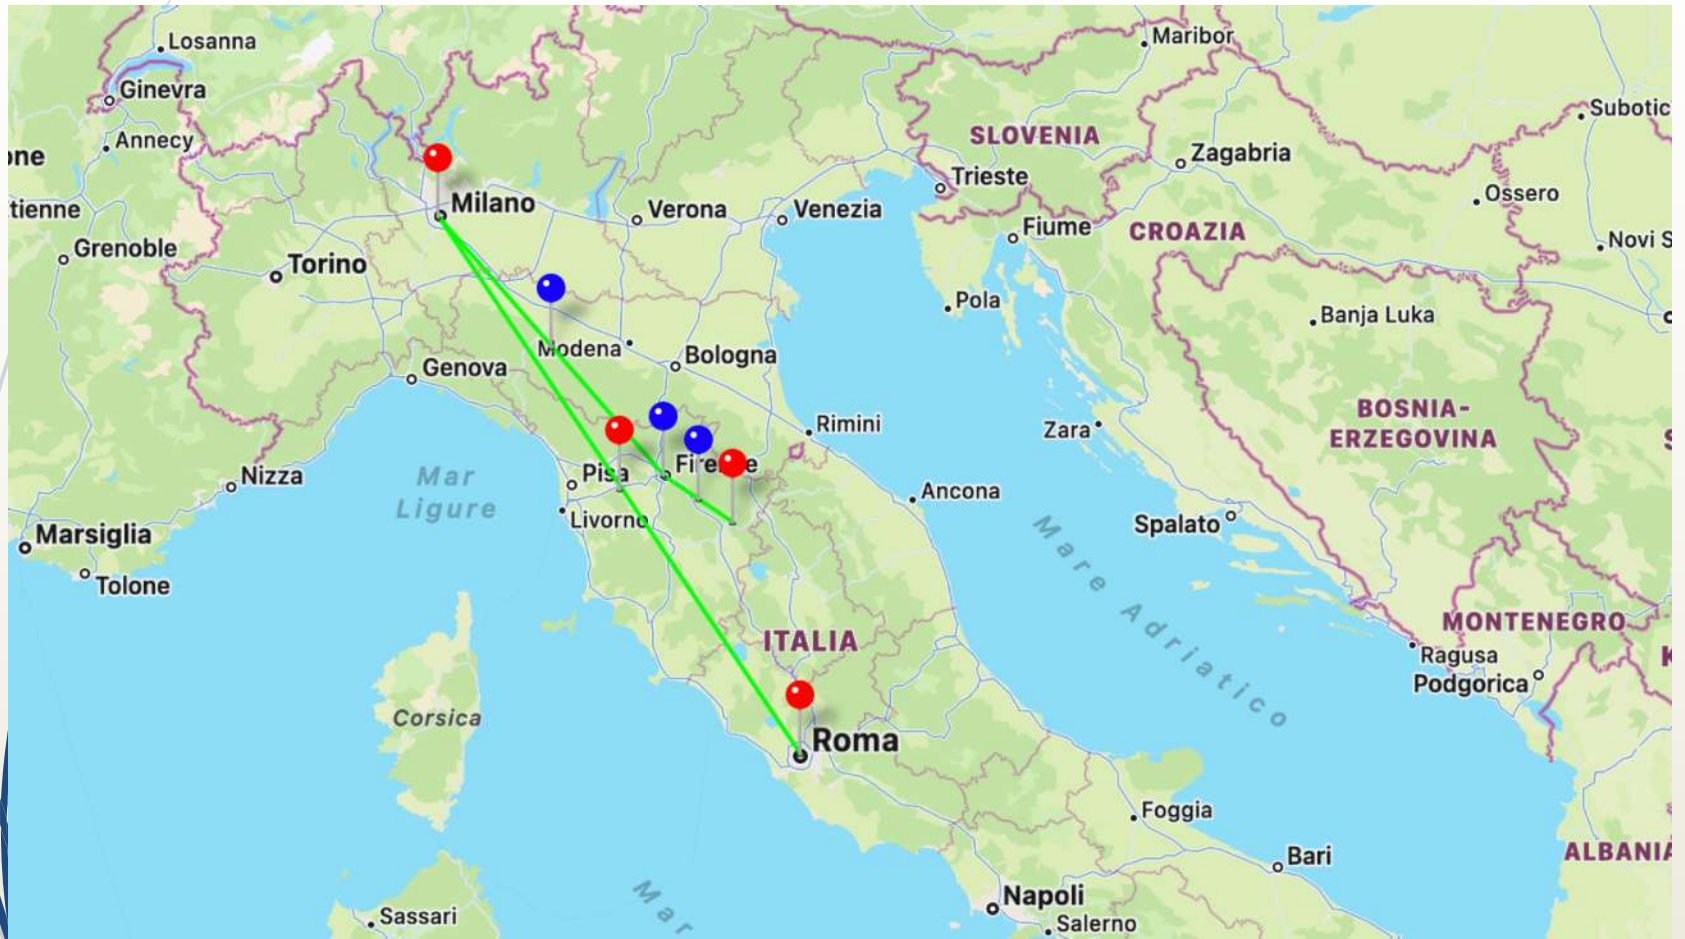 Losanna
Maribor
Ginevra
Subotic
Annecy
SLOVENIA
one
Zagabria
Trieste
Ossero
tienne
Milano
Verona
Venezia
Fiume
CROAZIA
Grenoble
Novi S
Torino
Pola
Banja Luka
Modena
Bologna
Genova
BOSNIA-
ERZEGOVINA
Rimini
Zara
Pisa
Firenze
Nizza
Mar
Ligure
Ancona
Livorno
Marsiglia
Spalato
Tolone
Mare Adriatico
ITALIA
MONTENEGRO
Ragusa
Podgorica
Corsica
Roma
Foggia
ALBANIA
Bari
Napoli
Mar
Sassari
Salerno